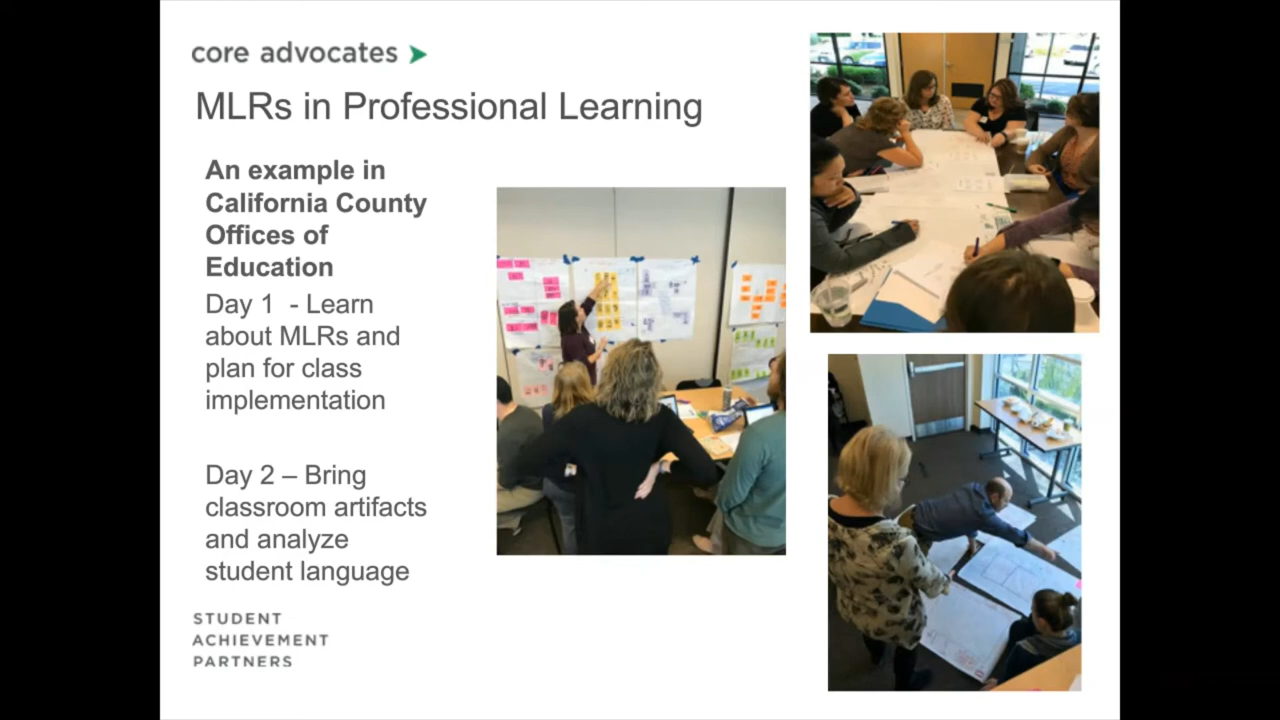 core advocates
MLRs in Professional Learning
An example in
California County
Offices of
Education
Day 1 - Learn
about MLRs and
plan for class
implementation
Day 2 – Bring
classroom artifacts
and analyze
student language
STUDENT
ACHIEVEMENT
PARTNERS